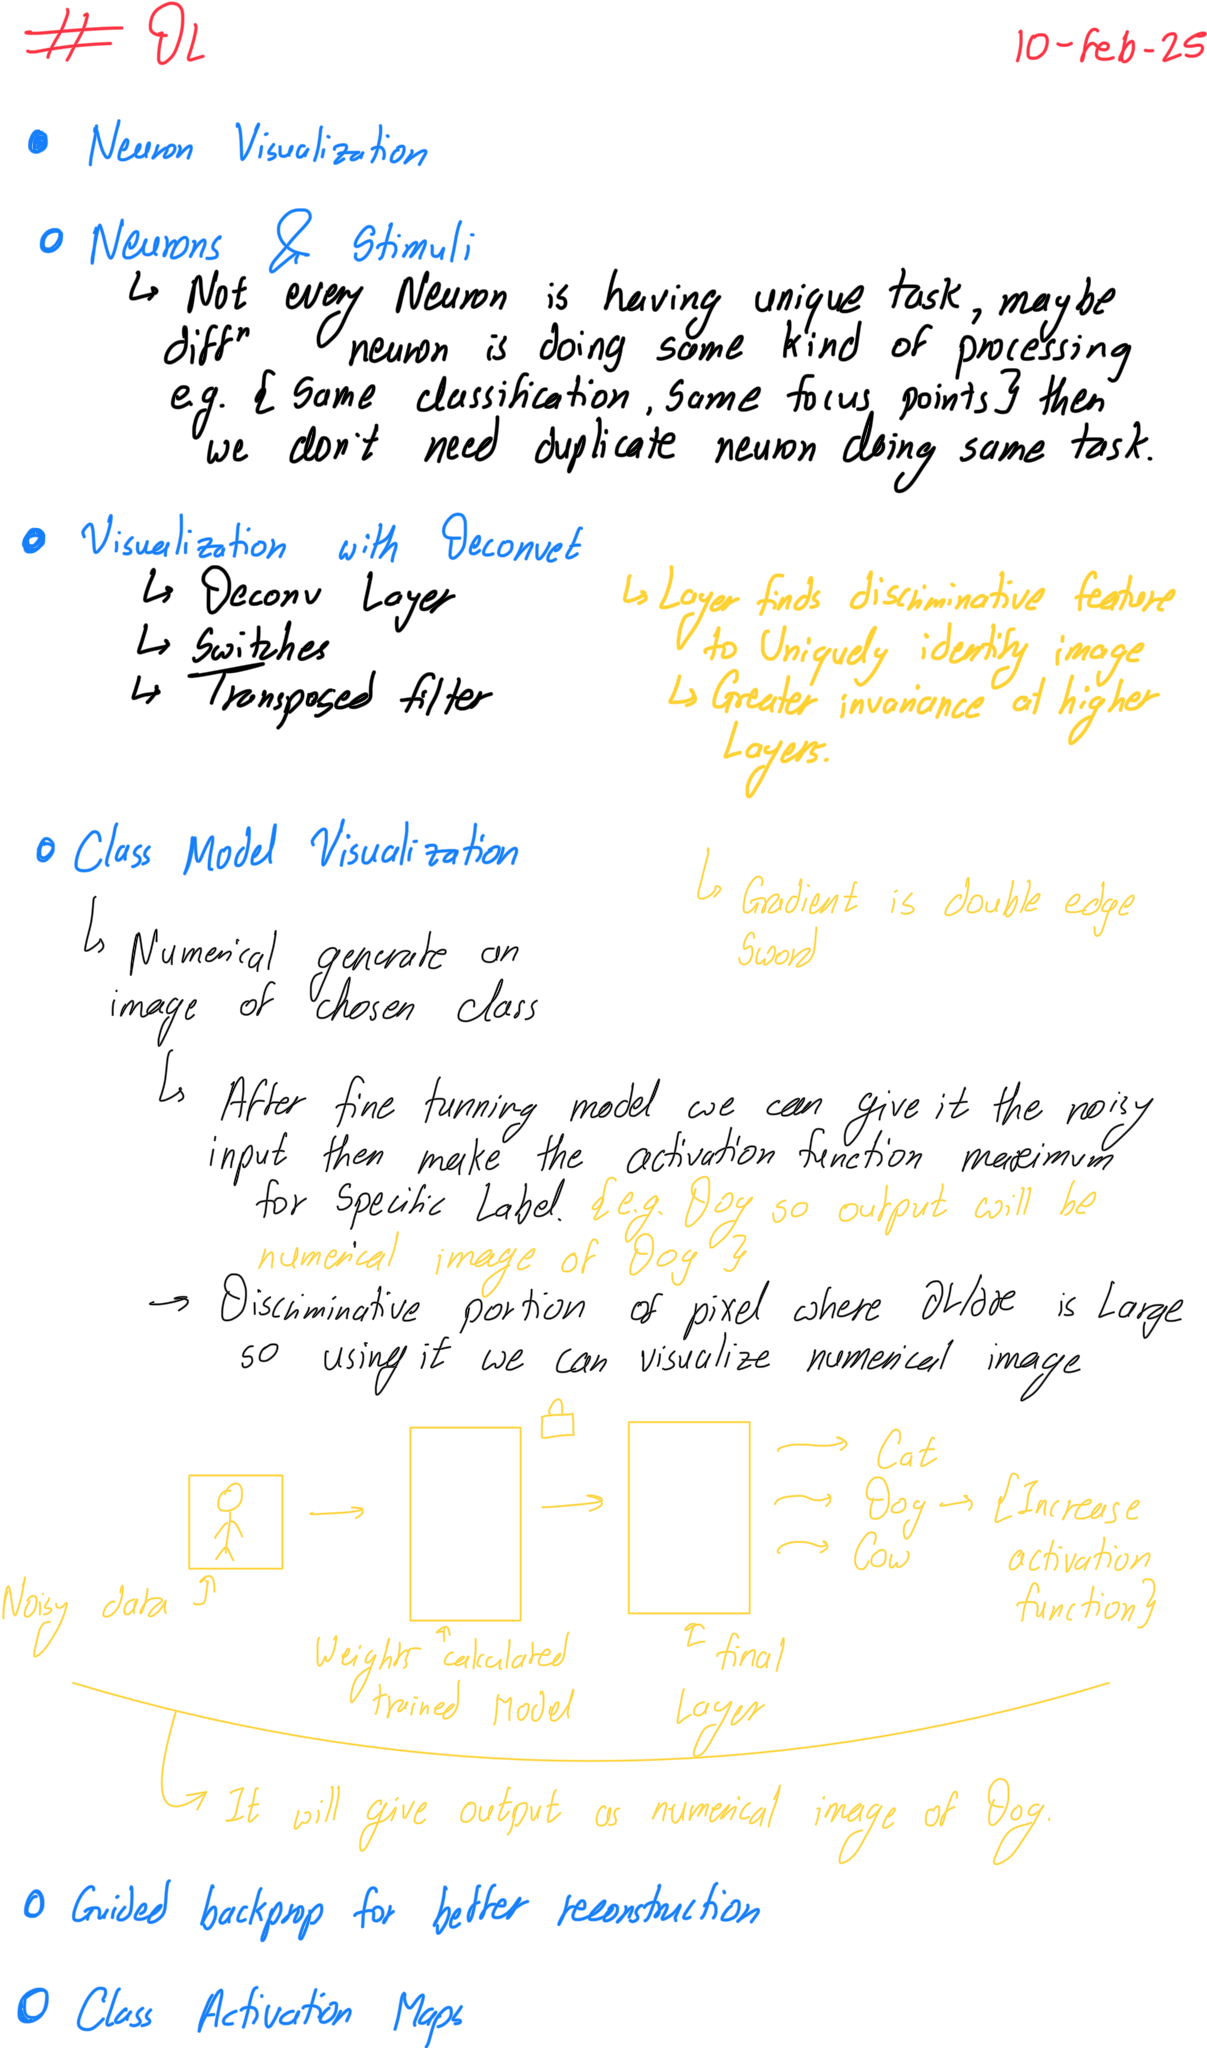 # DL
10-Feb-25
Neuron Visualization
Neurons & Stimuli
↳ Not every Neuron is having unique task, maybe
diffⁿ neuron is doing same kind of processing
e.g. { Same classification, Same focus points } then
we don't need duplicate neuron doing same task.
Visualization with Deconvet
↳ Deconv Layer
↳ Switches
↳ Transposed filter
↳ Layer finds discriminative feature
to Uniquely identify image
↳ Greater invariance at higher
Layers.
Class Model Visualization
↳ Gradient is double edge
Sword
↳ Numerical generate an
image of chosen class
↳ After fine tunning model we can give it the noisy
input then make the activation function maximum
for Specific Label. {e.g. Dog so output will be
numerical image of Dog }
→ Discriminative portion of pixel where ∂L/∂x is Large
so using it we can visualize numerical image
Cat
Dog → {Increase
activation
function}
Cow
Noisy data
Weights calculated
trained Model
final
Layer
→ It will give output as numerical image of Dog.
Guided backprop for better reconstruction
Class Activation Maps